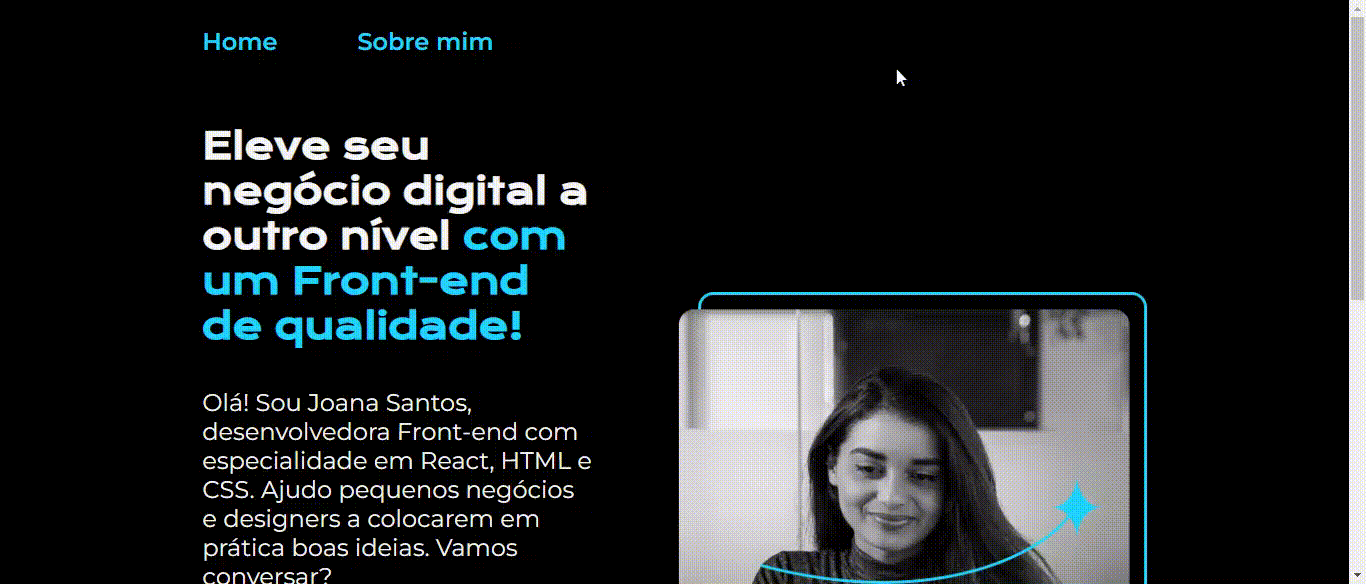 Home
Sobre mim
Eleve seu
negócio digital a
outro nível com
um Front-end
de qualidade!
Olá! Sou Joana Santos,
desenvolvedora Front-end com
especialidade em React, HTML e
CSS. Ajudo pequenos negócios
e designers a colocarem em
prática boas ideias. Vamos
conversar?